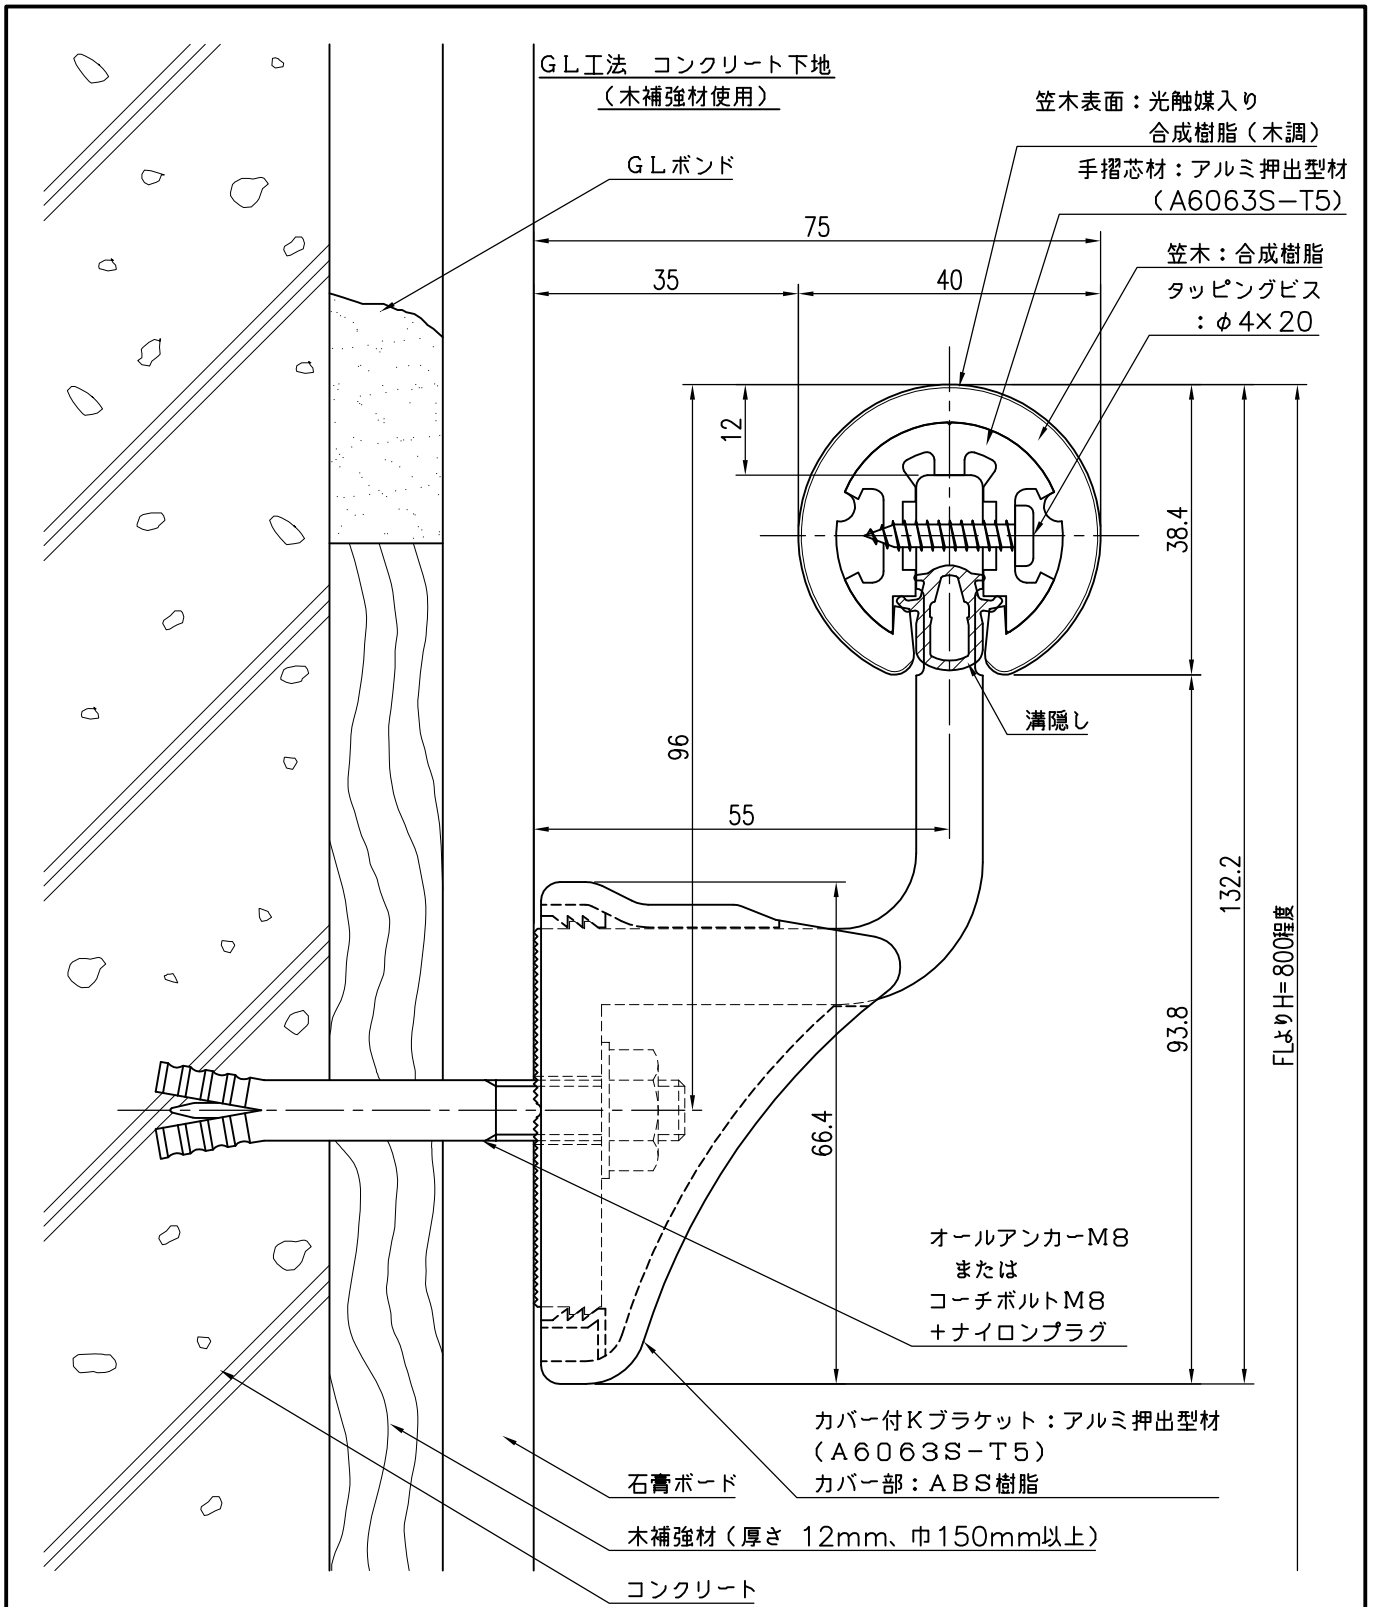 GL工法　コンクリート下地
（木補強材使用）
笠木表面：光触媒入り
合成樹脂（木調）
GLボンド
手摺芯材：アルミ押出型材
（A6063S-T5）
75
笠木：合成樹脂
35
40
タッピングビス
：φ4×20
12
38.4
溝隠し
96
55
132.2
FLよりH=800程度
93.8
66.4
オールアンカーM8
または
コーチボルトM8
+ナイロンプラグ
カバー付Kブラケット：アルミ押出型材
（A6063S-T5）
カバー部：ABS樹脂
石膏ボード
木補強材（厚さ 12mm、巾150mm以上）
コンクリート